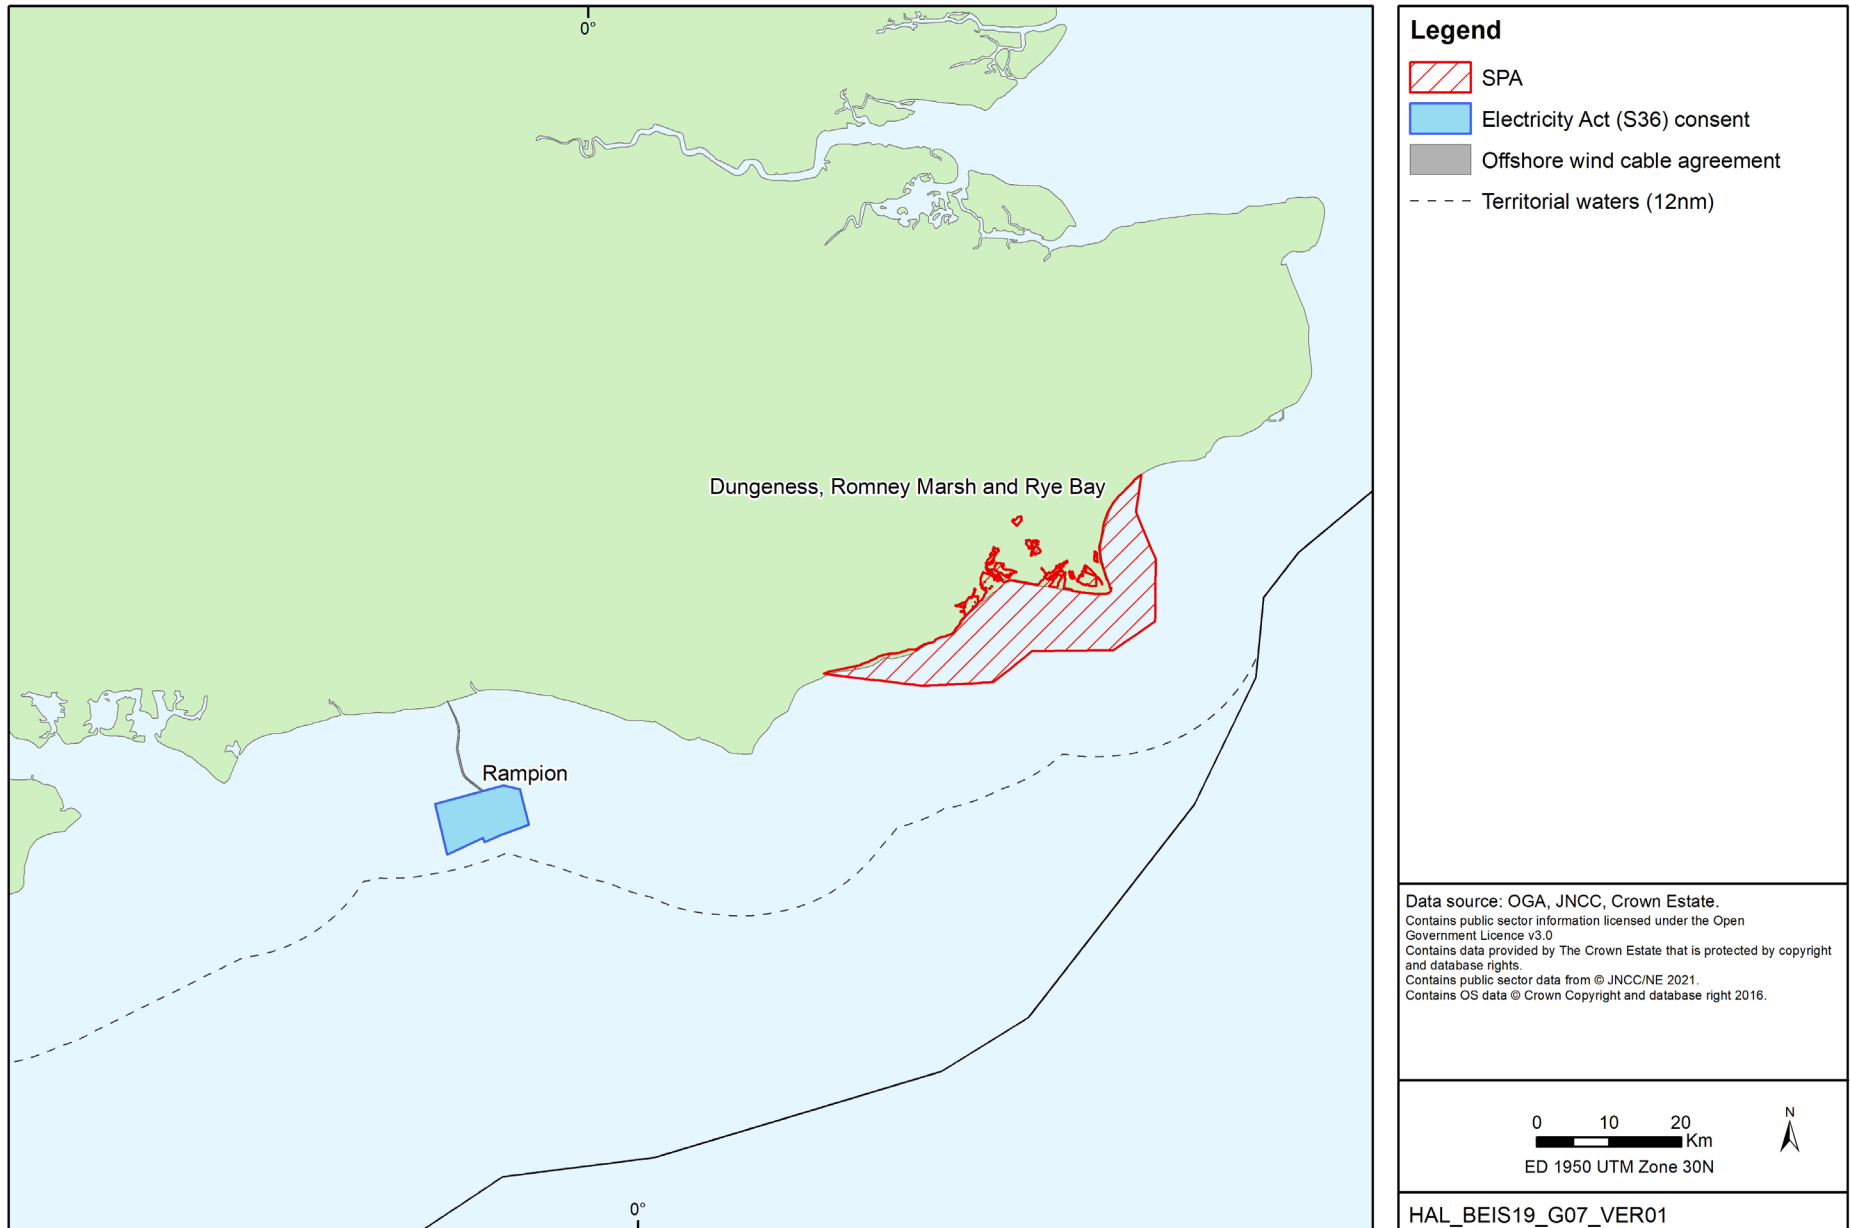 0°
Dungeness, Romney Marsh and Rye Bay
Rampion
0°
Legend
SPA
Electricity Act (S36) consent
Offshore wind cable agreement
Territorial waters (12nm)
Data source: OGA, JNCC, Crown Estate.
Contains public sector information licensed under the Open
Government Licence v3.0
Contains data provided by The Crown Estate that is protected by copyright
and database rights.
Contains public sector data from © JNCC/NE 2021.
Contains OS data © Crown Copyright and database right 2016.
0 10 20
Km
N
ED 1950 UTM Zone 30N
HAL_BEIS19_G07_VER01